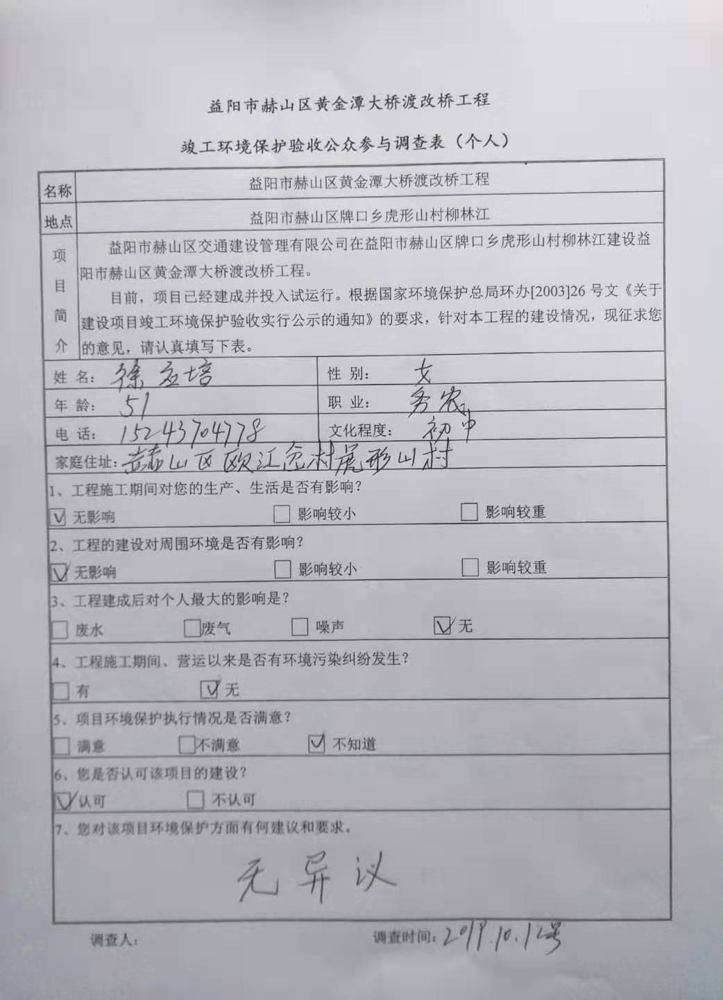 益阳市赫山区黄金潭大桥渡改桥工程
竣工环境保护验收公众参与调查表（个人）
名称 益阳市赫山区黄金潭大桥渡改桥工程
地点 益阳市赫山区牌口乡虎形山村柳林江
项目简介
益阳市赫山区交通建设管理有限公司在益阳市赫山区牌口乡虎形山村柳林江建设益
阳市赫山区黄金潭大桥渡改桥工程。
目前，项目已经建成并投入试运行。根据国家环境保护总局环办[2003]26 号文《关于
建设项目竣工环境保护验收实行公示的通知》的要求，针对本工程的建设情况，现征求您
的意见，请认真填写下表。
姓 名： 徐 培 性 别： 女
年 龄： 51 职 业： 务农
电 话： 15243704778 文化程度： 初中
家庭住址：赫山区欧江岔村虎形山村
1、工程施工期间对您的生产、生活是否有影响？
☑ 无影响 □ 影响较小 □ 影响较重
2、工程的建设对周围环境是否有影响？
☑ 无影响 □ 影响较小 □ 影响较重
3、工程建成后对个人最大的影响是？
□ 废水 □废气 □ 噪声 ☑ 无
4、工程施工期间、营运以来是否有环境污染纠纷发生？
□ 有 ☑ 无
5、项目环境保护执行情况是否满意？
□ 满意 □不满意 ☑ 不知道
6、您是否认可该项目的建设？
☑认可 □ 不认可
7、您对该项目环境保护方面有何建议和要求。
无异议
调查人： 调查时间：2019.10.12号